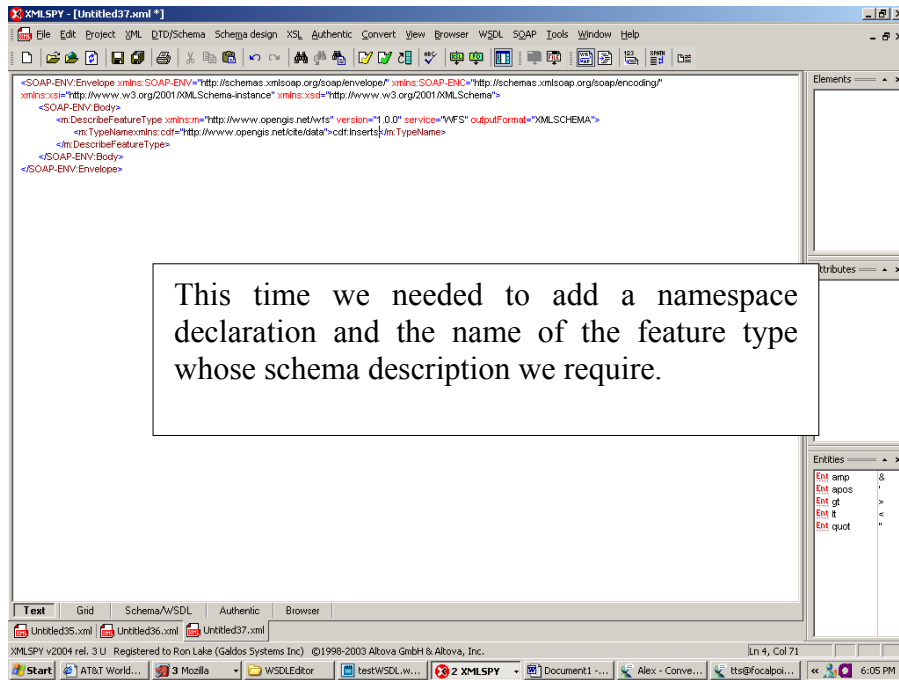 XMLSPY - [Untitled37.xml *]
File Edit Project XML DTD/Schema Schema design XSL Authentic Convert View Browser WSDL SOAP Tools Window Help
<SOAP-ENV:Envelope xmlns:SOAP-ENV="http://schemas.xmlsoap.org/soap/envelope/" xmlns:SOAP-ENC="http://schemas.xmlsoap.org/soap/encoding/"
xmlns:xsi="http://www.w3.org/2001/XMLSchema-instance" xmlns:xsd="http://www.w3.org/2001/XMLSchema">
<SOAP-ENV:Body>
<m:DescribeFeatureType xmlns:m="http://www.opengis.net/wfs" version="1.0.0" service="WFS" outputFormat="XMLSCHEMA">
<m:TypeNamexmlns:cdf="http://www.opengis.net/cite/data">cdf:Inserts</m:TypeName>
</m:DescribeFeatureType>
</SOAP-ENV:Body>
</SOAP-ENV:Envelope>
This time we needed to add a namespace
declaration and the name of the feature type
whose schema description we require.
Elements
Attributes
Entities
Ent amp &
Ent apos '
Ent gt >
Ent lt <
Ent quot "
Text Grid Schema/WSDL Authentic Browser
Untitled35.xml Untitled36.xml Untitled37.xml
XMLSPY v2004 rel. 3 U Registered to Ron Lake (Galdos Systems Inc) ©1998-2003 Altova GmbH & Altova, Inc. Ln 4, Col 71
Start AT&T World... 3 Mozilla WSDLEditor testWSDL.w... 2 XMLSPY Document1 -... Alex - Conve... tts@focalpoi... « 6:05 PM